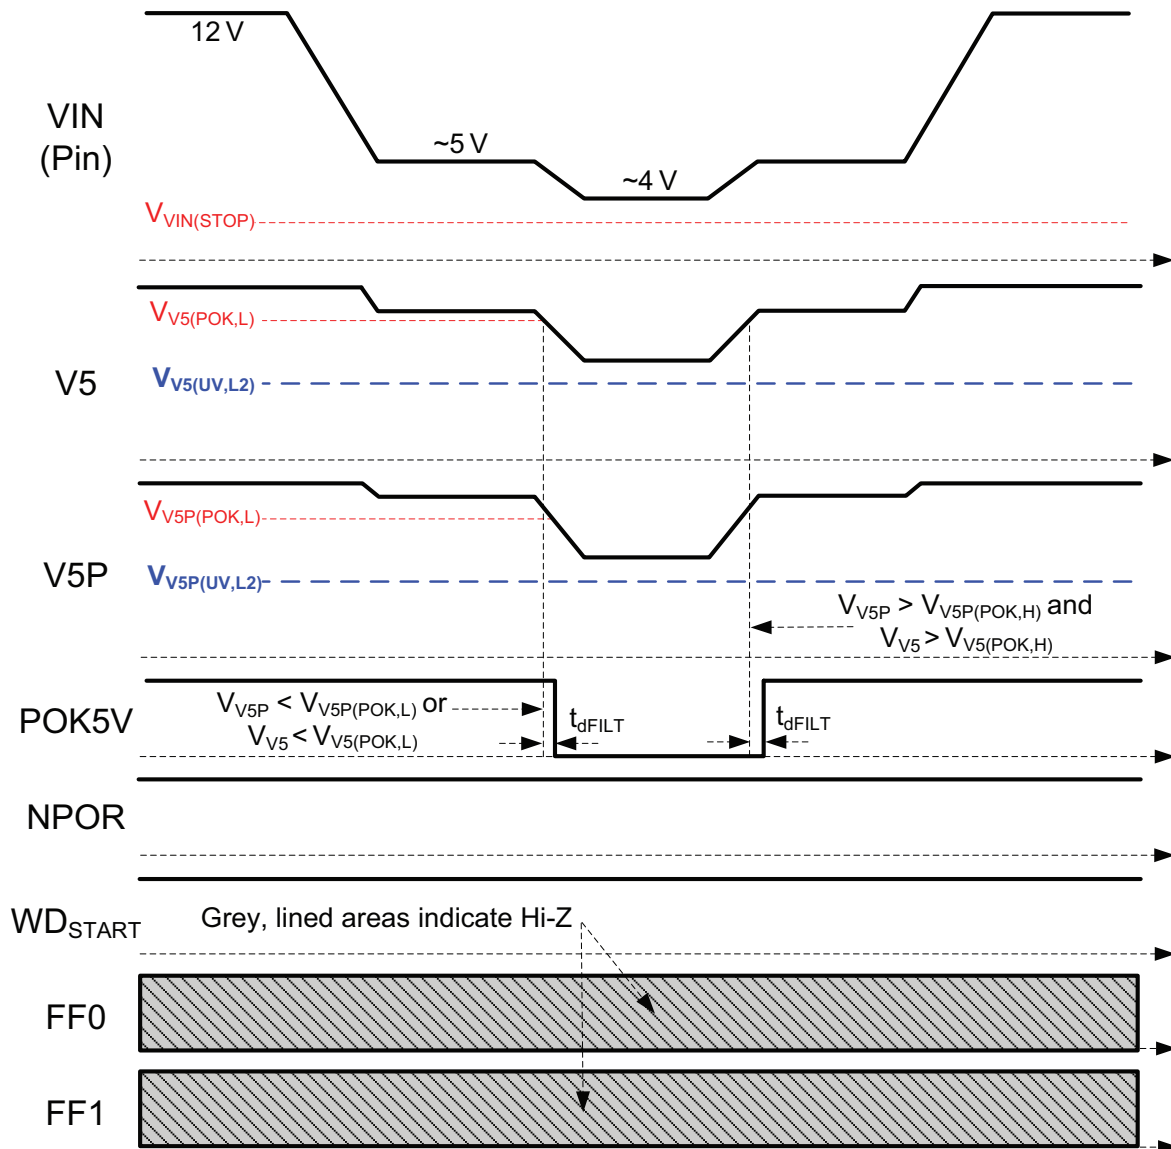 12 V
VIN
(Pin)
~5 V
~4 V
VVIN(STOP)
VV5(POK,L)
V5
VV5(UV,L2)
VV5P(POK,L)
V5P
VV5P(UV,L2)
VV5P > VV5P(POK,H) and
VV5 > VV5(POK,H)
POK5V
VV5P < VV5P(POK,L) or
VV5 < VV5(POK,L)
tdFILT
tdFILT
NPOR
WDSTART
Grey, lined areas indicate Hi-Z
FF0
FF1